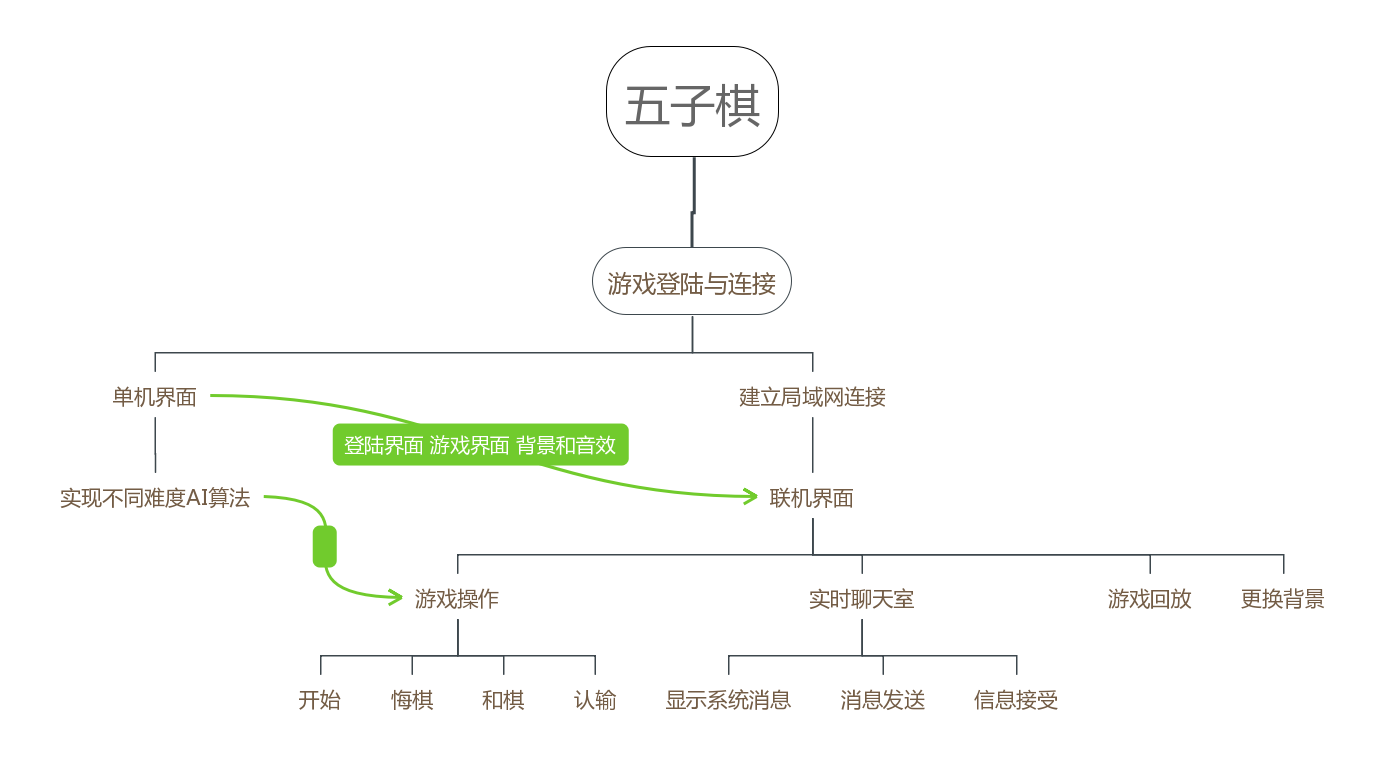 五子棋
游戏登陆与连接
单机界面
建立局域网连接
登陆界面 游戏界面 背景和音效
实现不同难度AI算法
联机界面
游戏操作
实时聊天室
游戏回放
更换背景
开始
悔棋
和棋
认输
显示系统消息
消息发送
信息接受